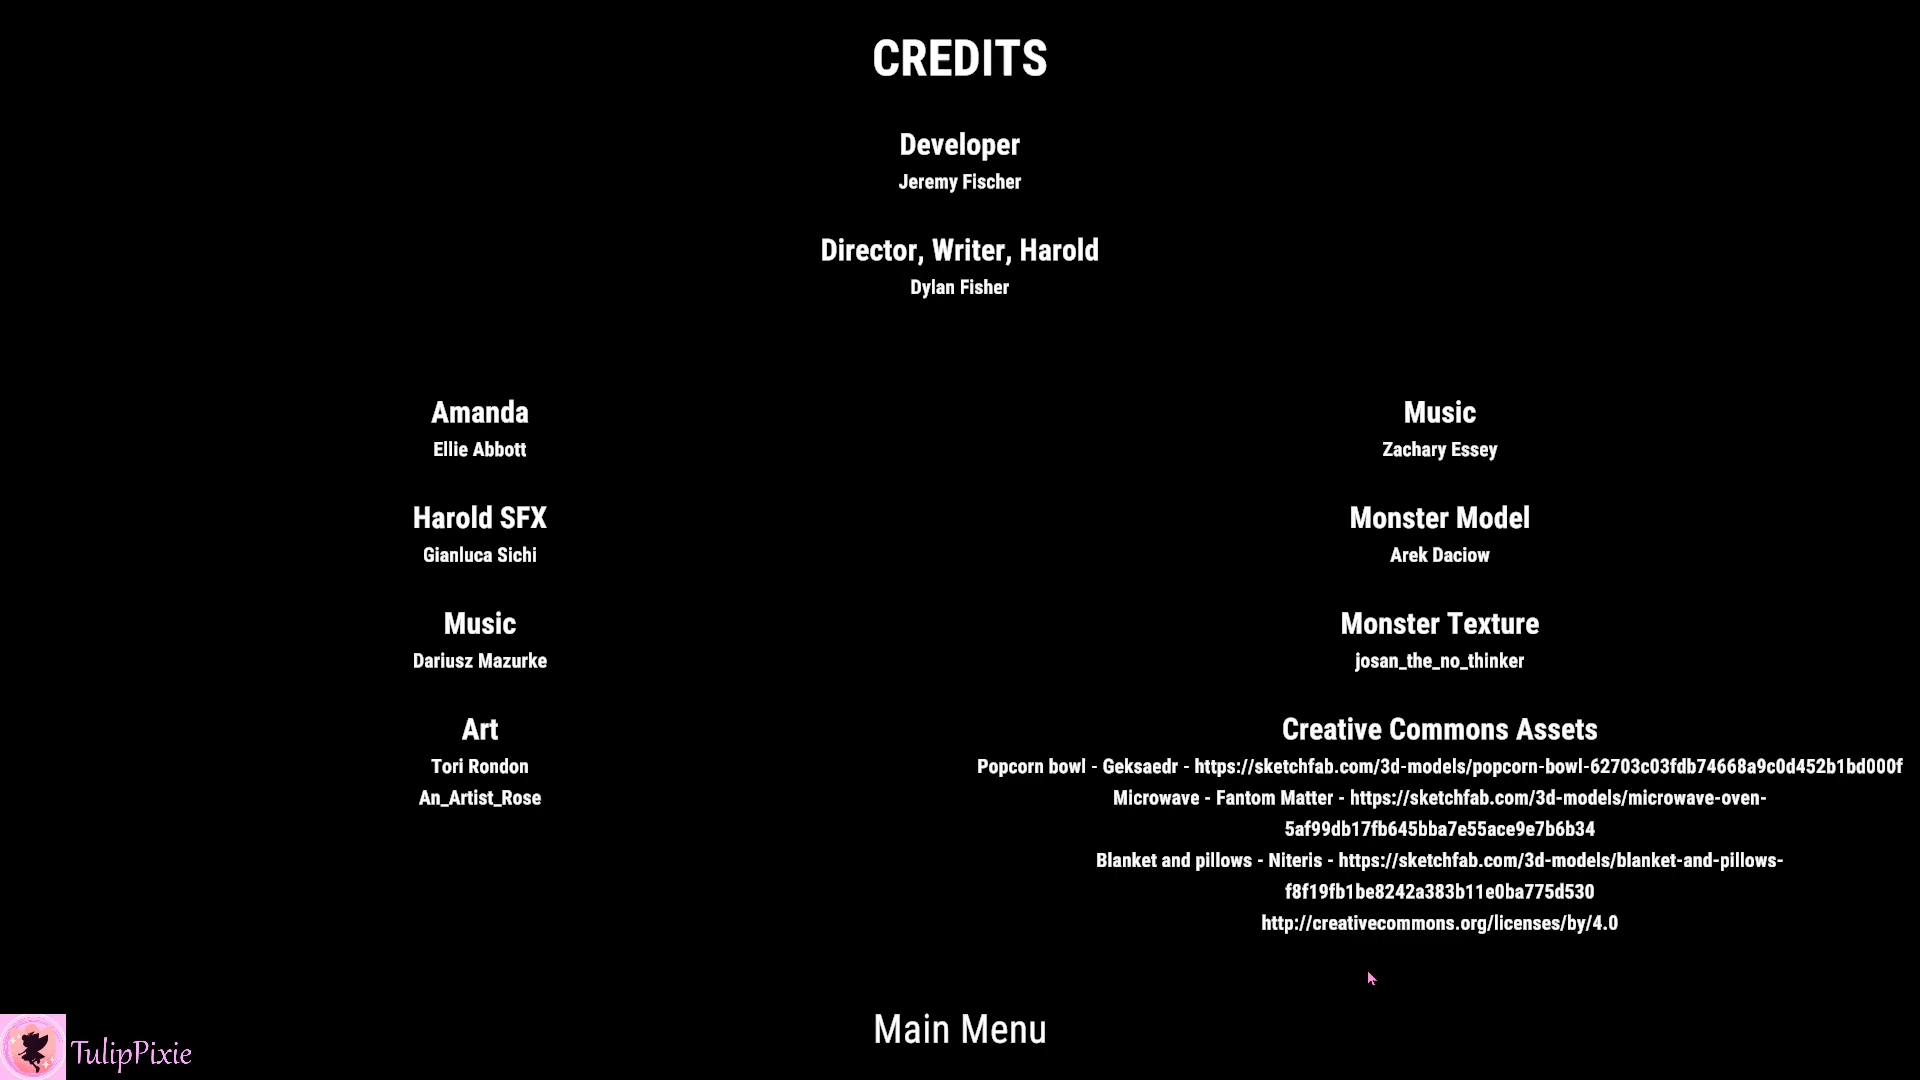 CREDITS
Developer
Jeremy Fischer
Director, Writer, Harold
Dylan Fisher
Amanda
Ellie Abbott
Harold SFX
Gianluca Sichi
Music
Dariusz Mazurke
Art
Tori Rondon
An_Artist_Rose
Music
Zachary Essey
Monster Model
Arek Daciow
Monster Texture
josan_the_no_thinker
Creative Commons Assets
Popcorn bowl - Geksaedr - https://sketchfab.com/3d-models/popcorn-bowl-62703c03fdb74668a9c0d452b1bd000f
Microwave - Fantom Matter - https://sketchfab.com/3d-models/microwave-oven-
5af99db17fb645bba7e55ace9e7b6b34
Blanket and pillows - Niteris - https://sketchfab.com/3d-models/blanket-and-pillows-
f8f19fb1be8242a383b11e0ba775d530
http://creativecommons.org/licenses/by/4.0
Main Menu
TulipPixie